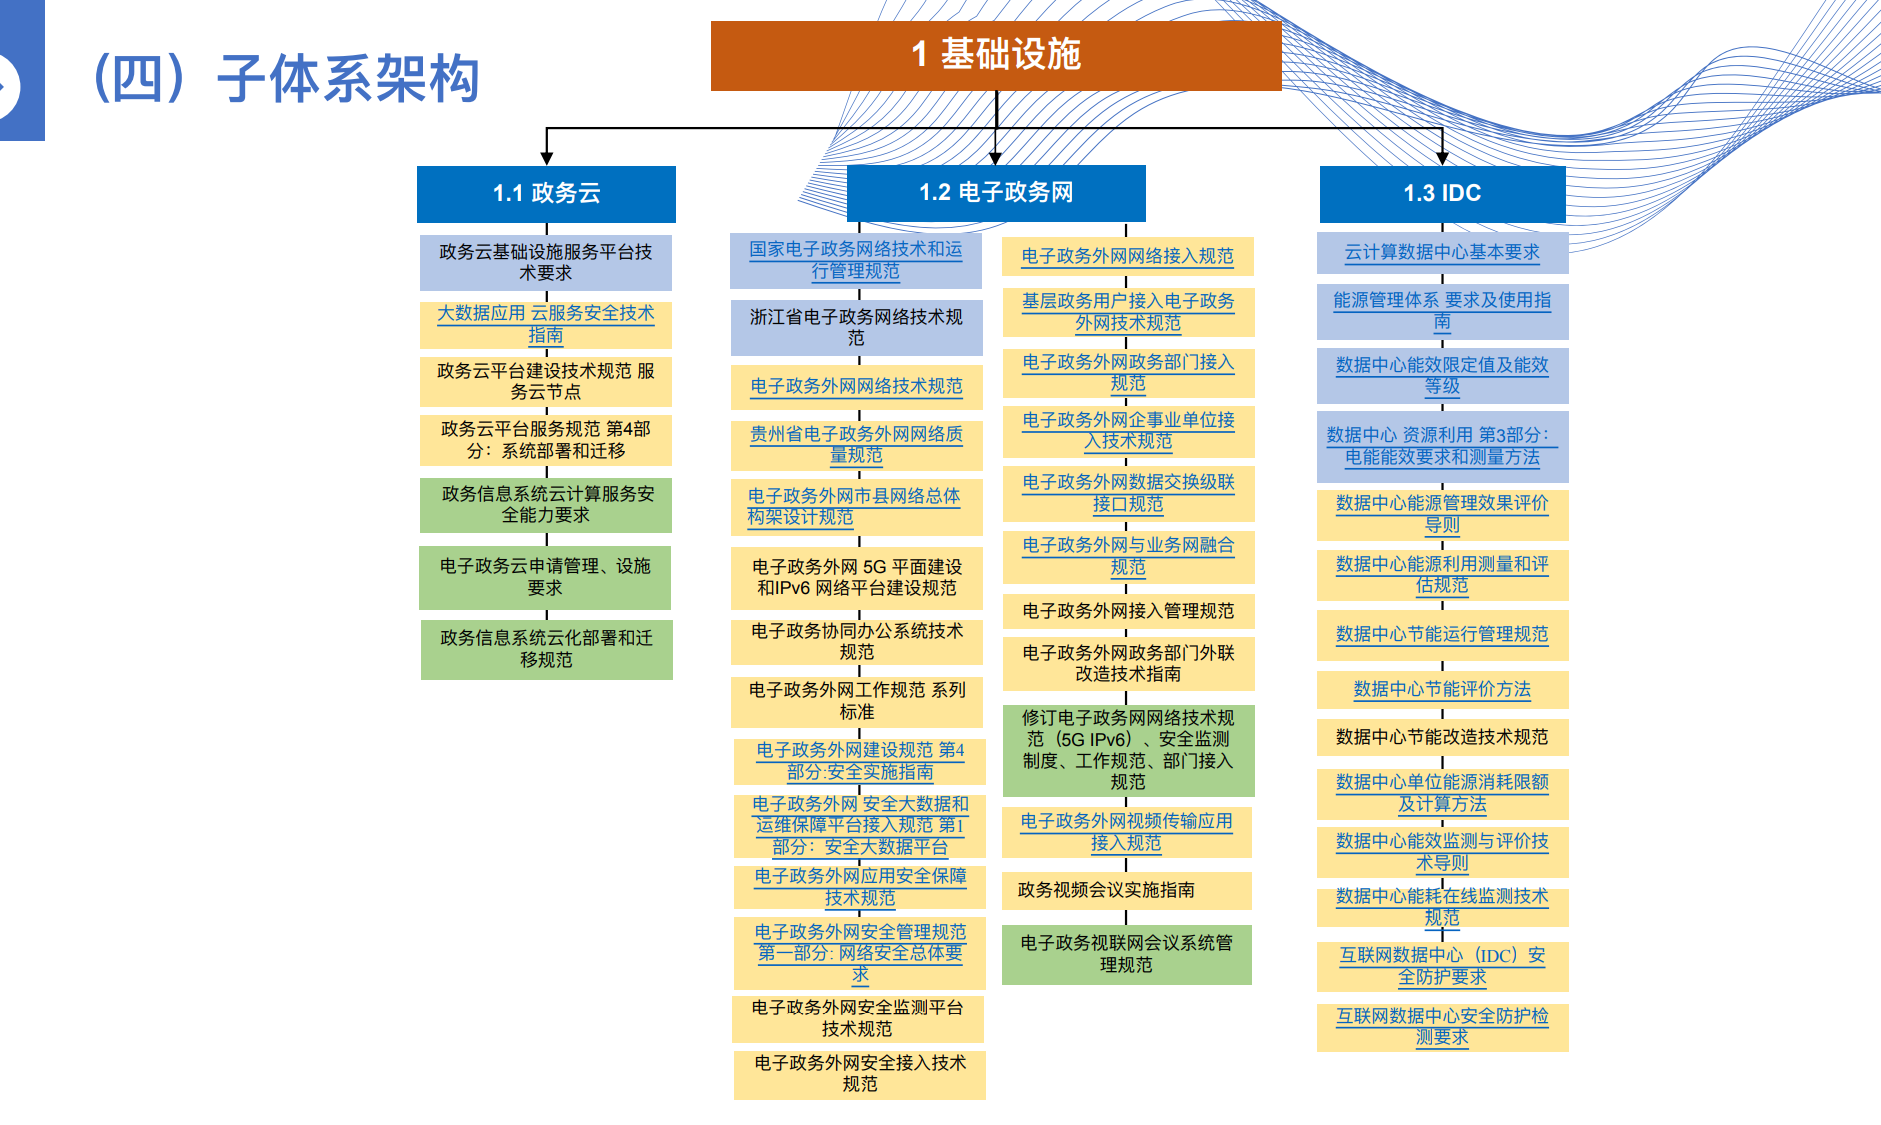 （四）子体系架构
1 基础设施
1.1 政务云
政务云基础设施服务平台技
术要求
大数据应用 云服务安全技术
指南
政务云平台建设技术规范 服
务云节点
政务云平台服务规范 第4部
分：系统部署和迁移
政务信息系统云计算服务安
全能力要求
电子政务云申请管理、设施
要求
政务信息系统云化部署和迁
移规范
1.2 电子政务网
国家电子政务网络技术和运
行管理规范
浙江省电子政务网络技术规
范
电子政务外网网络技术规范
贵州省电子政务外网网络质
量规范
电子政务外网市县网络总体
构架设计规范
电子政务外网 5G 平面建设
和IPv6 网络平台建设规范
电子政务协同办公系统技术
规范
电子政务外网工作规范 系列
标准
电子政务外网建设规范 第4
部分:安全实施指南
电子政务外网 安全大数据和
运维保障平台接入规范 第1
部分：安全大数据平台
电子政务外网应用安全保障
技术规范
电子政务外网安全管理规范
第一部分: 网络安全总体要
求
电子政务外网安全监测平台
技术规范
电子政务外网安全接入技术
规范
电子政务外网网络接入规范
基层政务用户接入电子政务
外网技术规范
电子政务外网政务部门接入
规范
电子政务外网企事业单位接
入技术规范
电子政务外网数据交换级联
接口规范
电子政务外网与业务网融合
规范
电子政务外网接入管理规范
电子政务外网政务部门外联
改造技术指南
修订电子政务网网络技术规
范（5G IPv6）、安全监测
制度、工作规范、部门接入
规范
电子政务外网视频传输应用
接入规范
政务视频会议实施指南
电子政务视联网会议系统管
理规范
1.3 IDC
云计算数据中心基本要求
能源管理体系 要求及使用指
南
数据中心能效限定值及能效
等级
数据中心 资源利用 第3部分：
电能能效要求和测量方法
数据中心能源管理效果评价
导则
数据中心能源利用测量和评
估规范
数据中心节能运行管理规范
数据中心节能评价方法
数据中心节能改造技术规范
数据中心单位能源消耗限额
及计算方法
数据中心能效监测与评价技
术导则
数据中心能耗在线监测技术
规范
互联网数据中心（IDC）安
全防护要求
互联网数据中心安全防护检
测要求